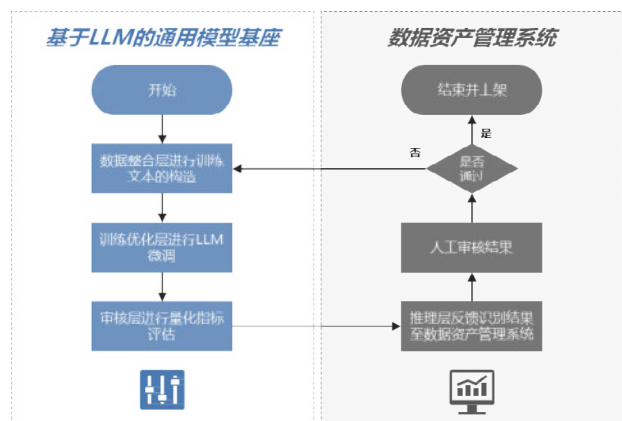 基于LLM的通用模型基座
开始
数据整合层进行训练
文本的构造
训练优化层进行LLM
微调
审核层进行量化指标
评估
数据资产管理系统
结束并上架
是
否
是否
通过
人工审核结果
推理层反馈识别结果
至数据资产管理系统